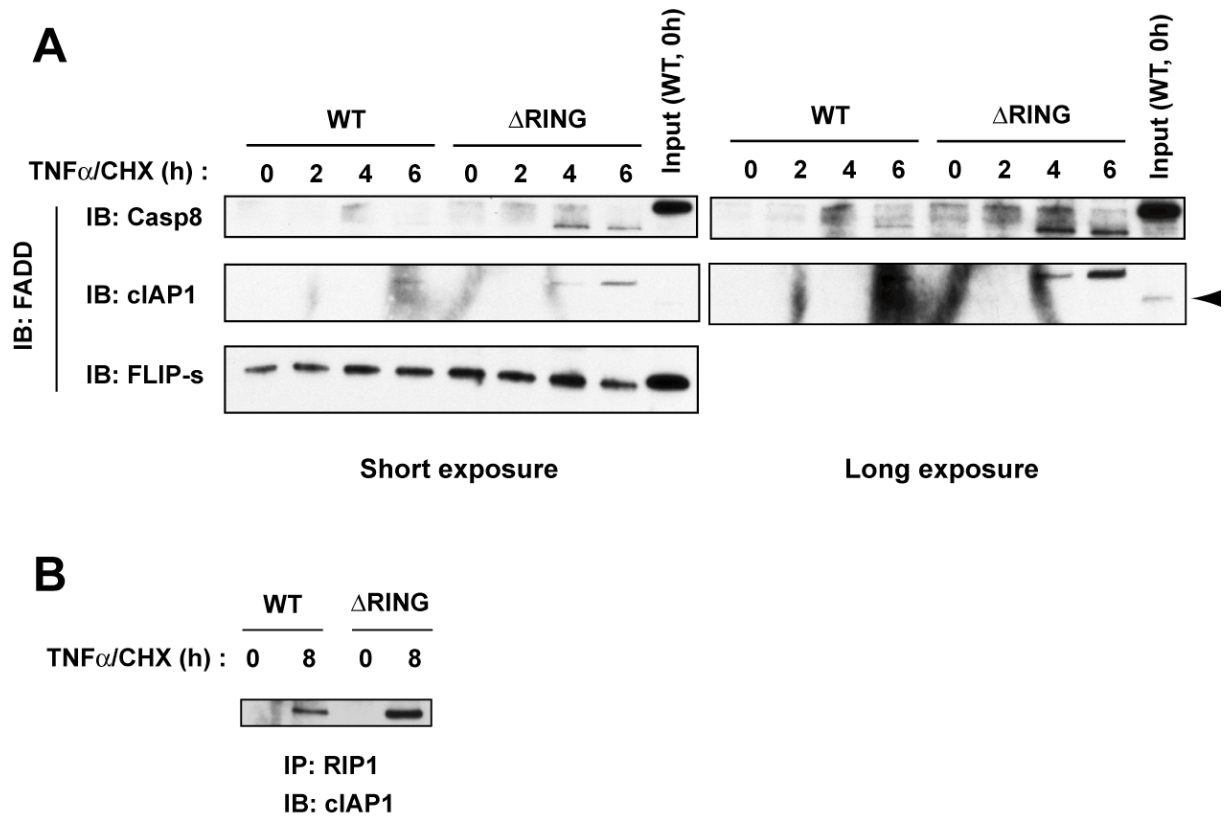 A
WT ΔRING Input (WT, 0h) WT ΔRING Input (WT, 0h)
TNFα/CHX (h) : 0 2 4 6 0 2 4 6 0 2 4 6 0 2 4 6
IB: FADD
IB: Casp8
IB: cIAP1
IB: FLIP-s
Short exposure Long exposure
B
WT ΔRING
TNFα/CHX (h) : 0 8 0 8
IP: RIP1
IB: cIAP1